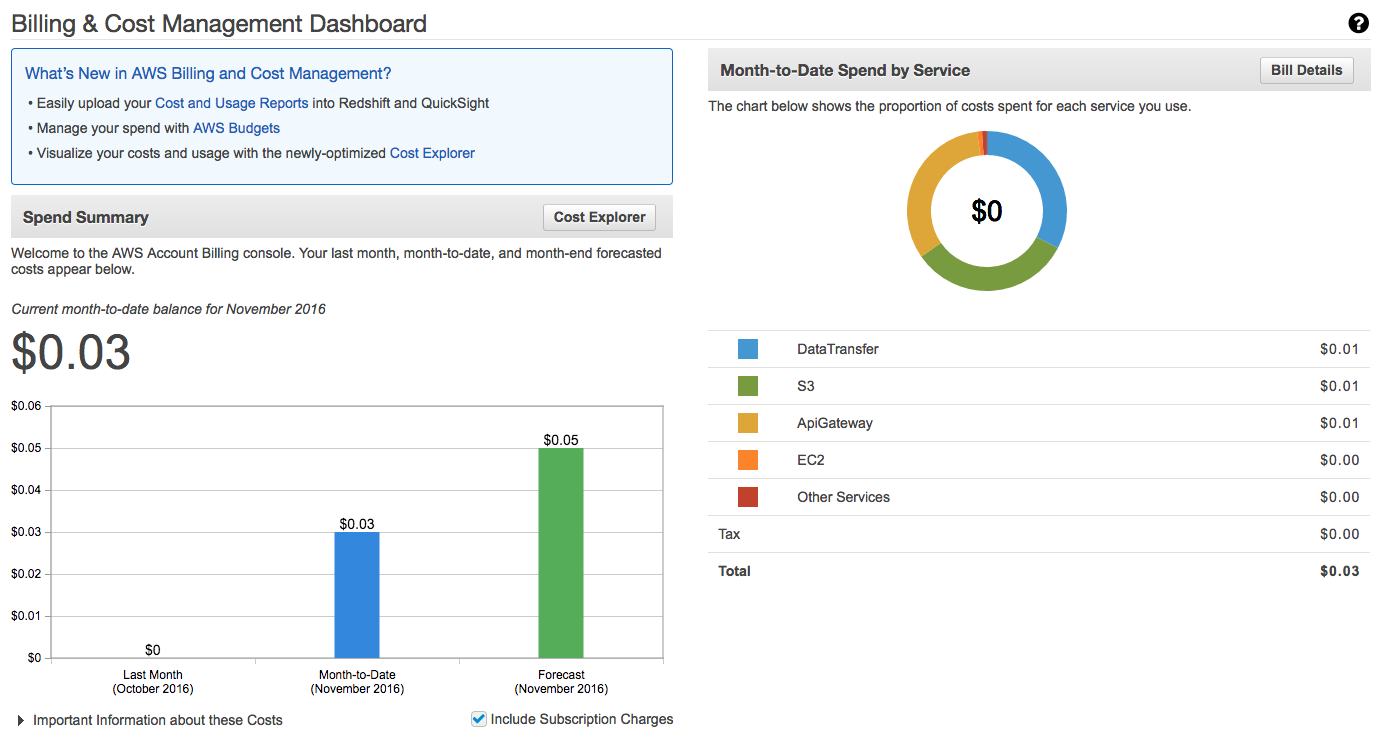 Billing & Cost Management Dashboard
?
What's New in AWS Billing and Cost Management?
• Easily upload your Cost and Usage Reports into Redshift and QuickSight
• Manage your spend with AWS Budgets
• Visualize your costs and usage with the newly-optimized Cost Explorer
Spend Summary
Cost Explorer
Welcome to the AWS Account Billing console. Your last month, month-to-date, and month-end forecasted
costs appear below.
Current month-to-date balance for November 2016
$0.03
$0.06
$0.05
$0.04
$0.03
$0.02
$0.01
$0
$0
$0.03
$0.05
Last Month
(October 2016)
Month-to-Date
(November 2016)
Forecast
(November 2016)
Important Information about these Costs
Include Subscription Charges
Month-to-Date Spend by Service
Bill Details
The chart below shows the proportion of costs spent for each service you use.
$0
DataTransfer $0.01
S3 $0.01
ApiGateway $0.01
EC2 $0.00
Other Services $0.00
Tax $0.00
Total $0.03